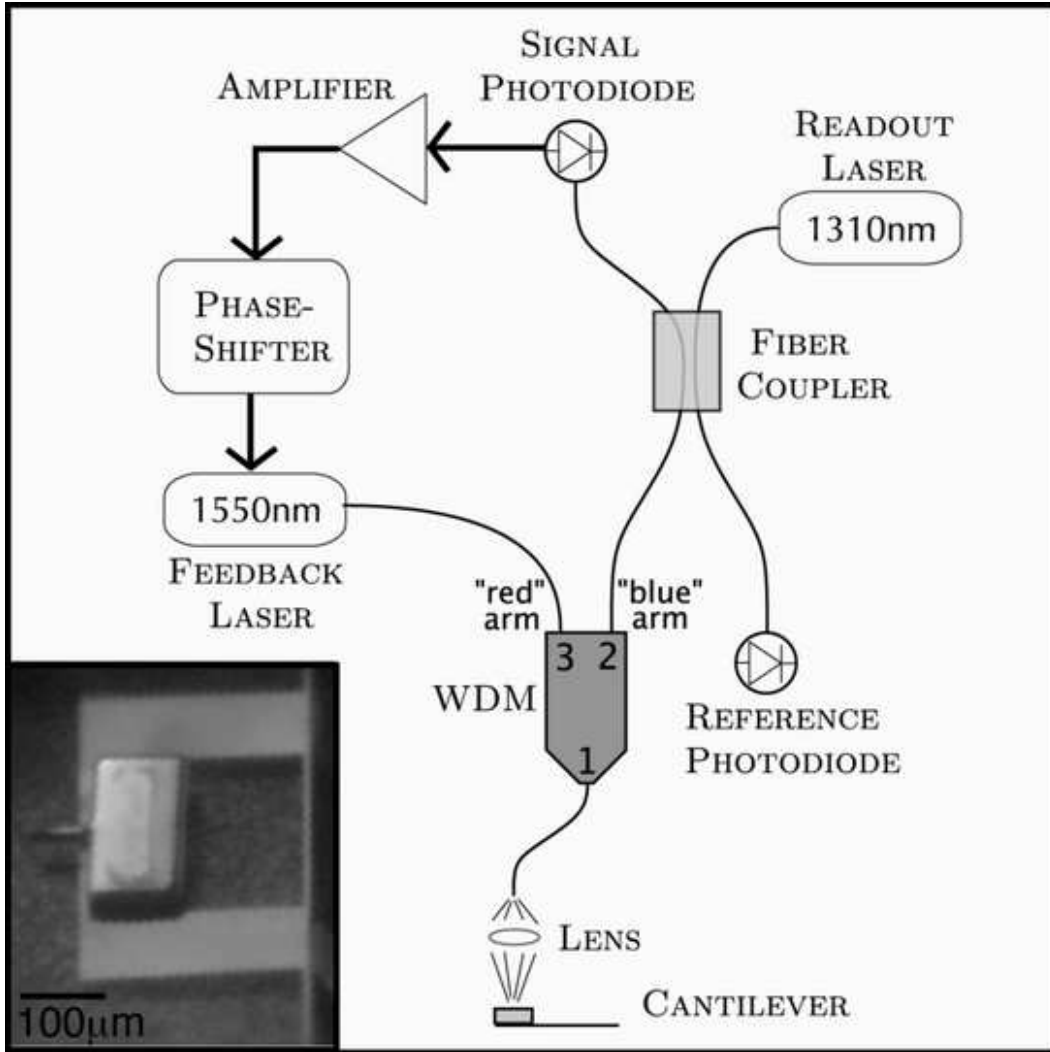 SIGNAL
PHOTODIODE
AMPLIFIER
READOUT
LASER
1310nm
PHASE-
SHIFTER
FIBER
COUPLER
1550nm
FEEDBACK
LASER
"red"
arm
"blue"
arm
3 2
WDM
1
REFERENCE
PHOTODIODE
LENS
CANTILEVER
100μm